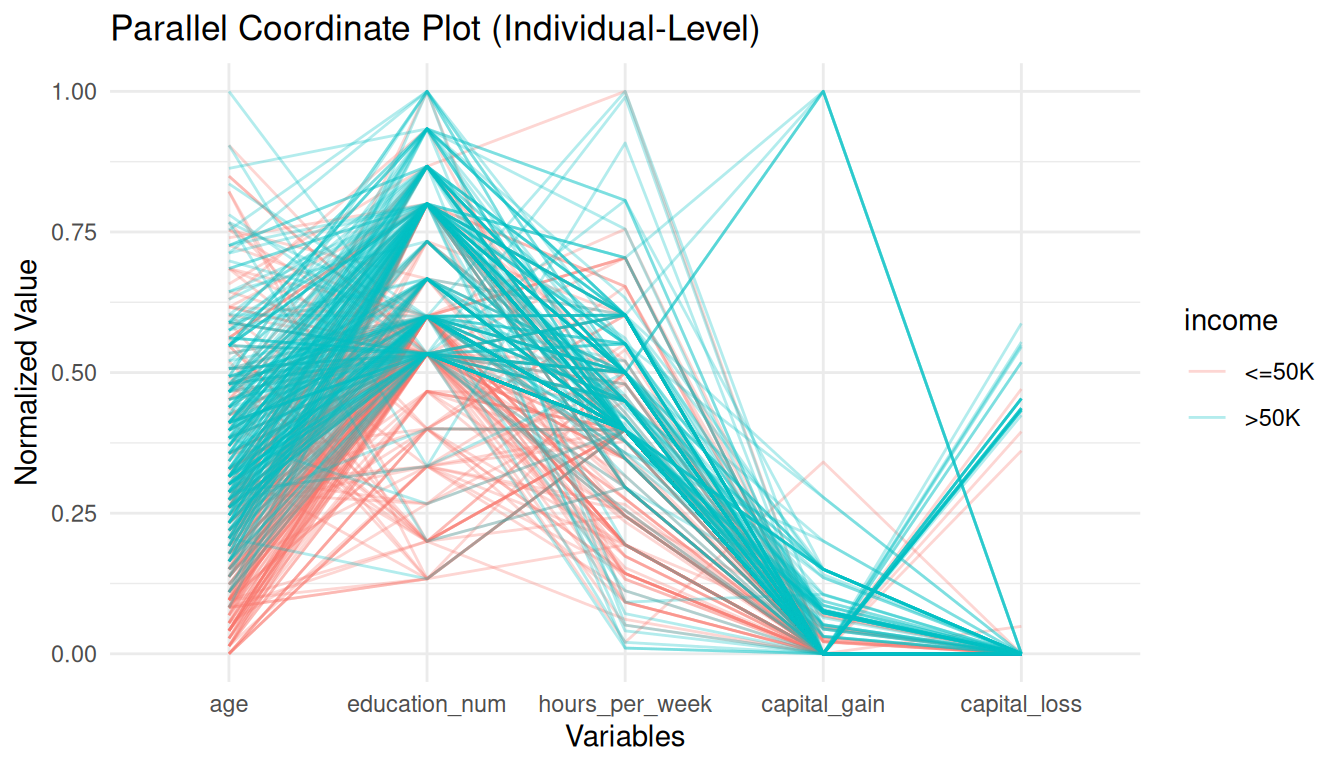 Parallel Coordinate Plot (Individual-Level)
Normalized Value
1.00
0.75
0.50
0.25
0.00
age
education_num
hours_per_week
capital_gain
capital_loss
Variables
income
<=50K
>50K